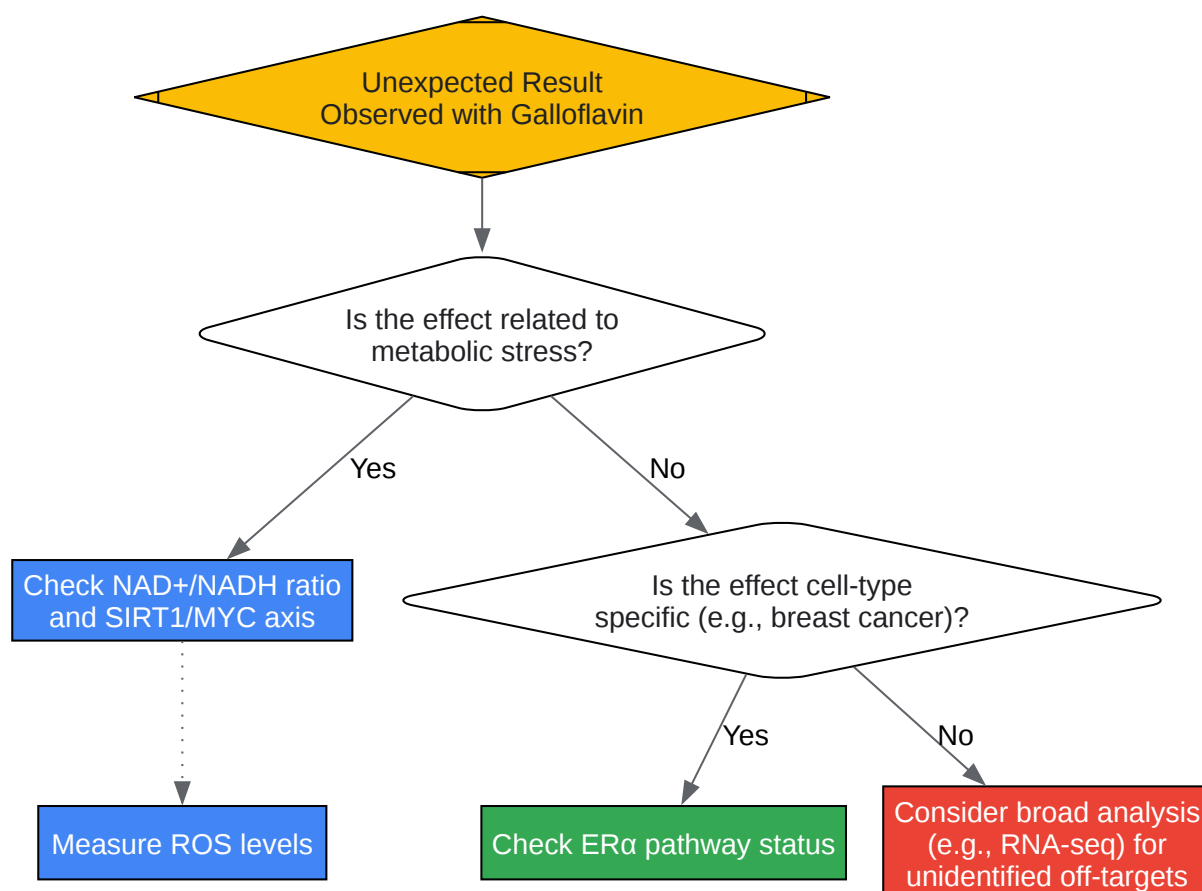 Unexpected Result
Observed with Galloflavin
Is the effect related to
metabolic stress?
Yes
No
Check NAD+/NADH ratio
and SIRT1/MYC axis
Is the effect cell-type
specific (e.g., breast cancer)?
Yes
No
Measure ROS levels
Check ERα pathway status
Consider broad analysis
(e.g., RNA-seq) for
unidentified off-targets